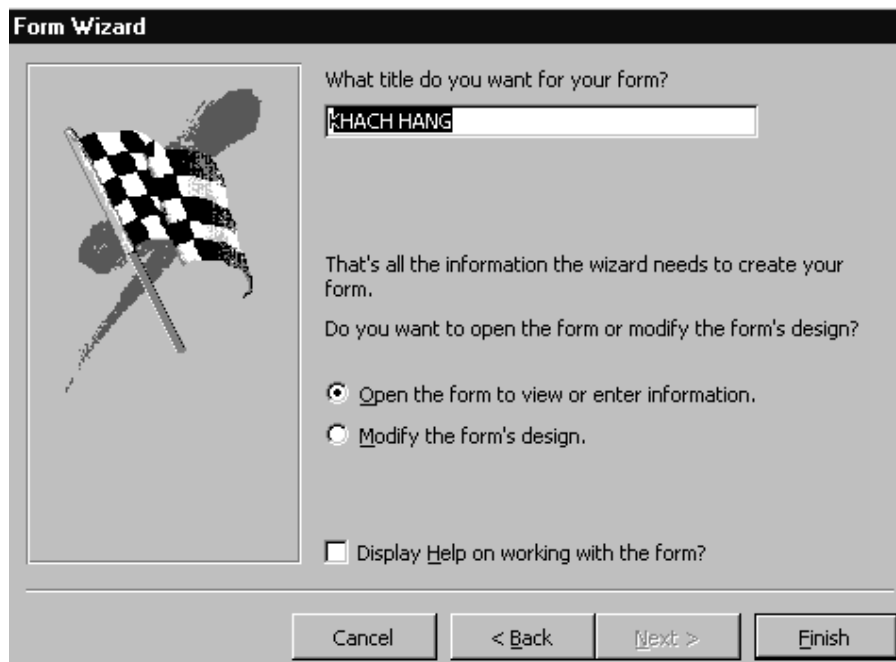 Form Wizard
What title do you want for your form?
KHACH HANG
That's all the information the wizard needs to create your
form.
Do you want to open the form or modify the form's design?
Open the form to view or enter information.
Modify the form's design.
Display Help on working with the form?
Cancel < Back Next > Finish